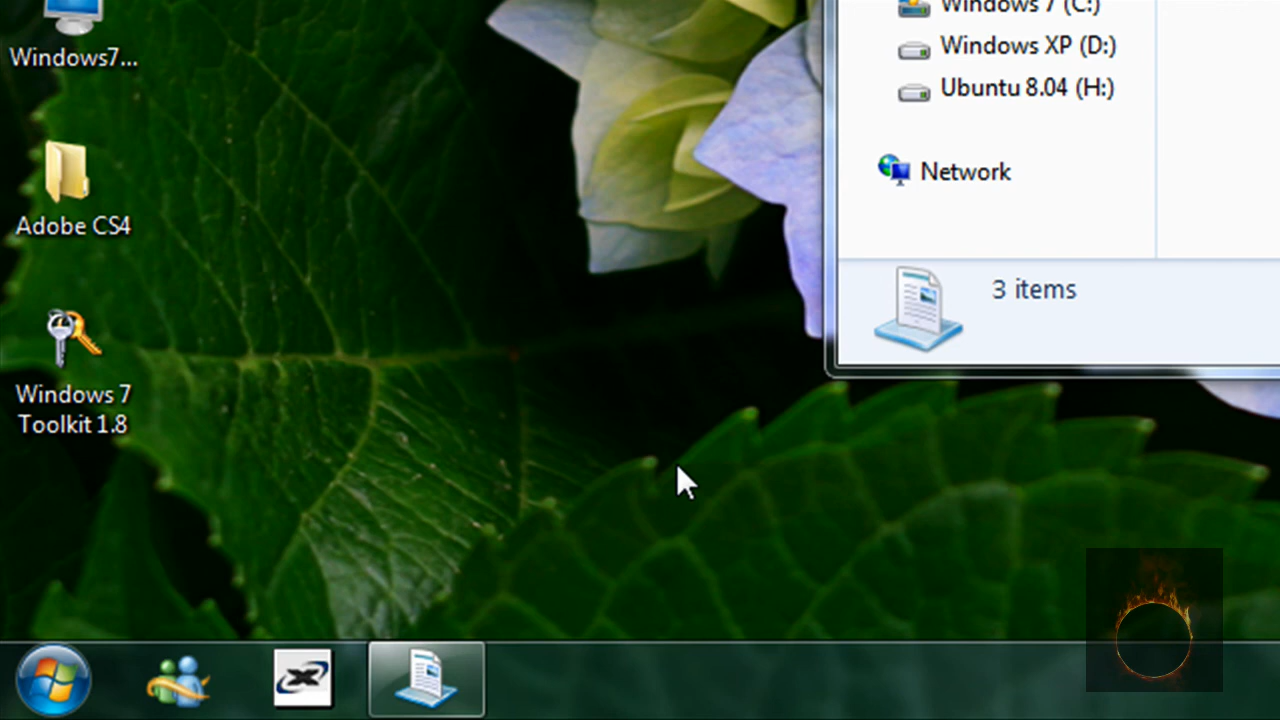 Windows7...
Adobe CS4
Windows 7
Toolkit 1.8
Windows 7 (C:)
Windows XP (D:)
Ubuntu 8.04 (H:)
Network
3 items